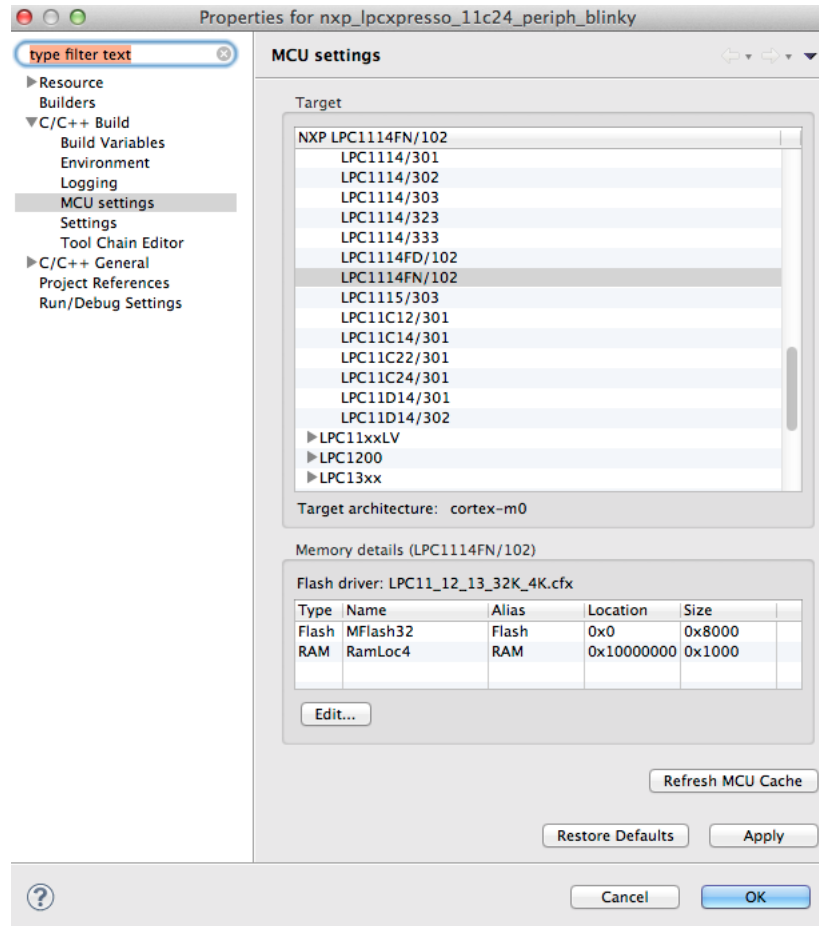 Properties for nxp_lpcxpresso_11c24_periph_blinky
type filter text
Resource
Builders
C/C++ Build
Build Variables
Environment
Logging
MCU settings
Settings
Tool Chain Editor
C/C++ General
Project References
Run/Debug Settings
MCU settings
Target
NXP LPC1114FN/102
LPC1114/301
LPC1114/302
LPC1114/303
LPC1114/323
LPC1114/333
LPC1114FD/102
LPC1114FN/102
LPC1115/303
LPC11C12/301
LPC11C14/301
LPC11C22/301
LPC11C24/301
LPC11D14/301
LPC11D14/302
LPC11xxLV
LPC1200
LPC13xx
Target architecture: cortex-m0
Memory details (LPC1114FN/102)
Flash driver: LPC11_12_13_32K_4K.cfx
Type Name Alias Location Size
Flash MFlash32 Flash 0x0 0x8000
RAM RamLoc4 RAM 0x10000000 0x1000
Edit...
Refresh MCU Cache
Restore Defaults Apply
? Cancel OK